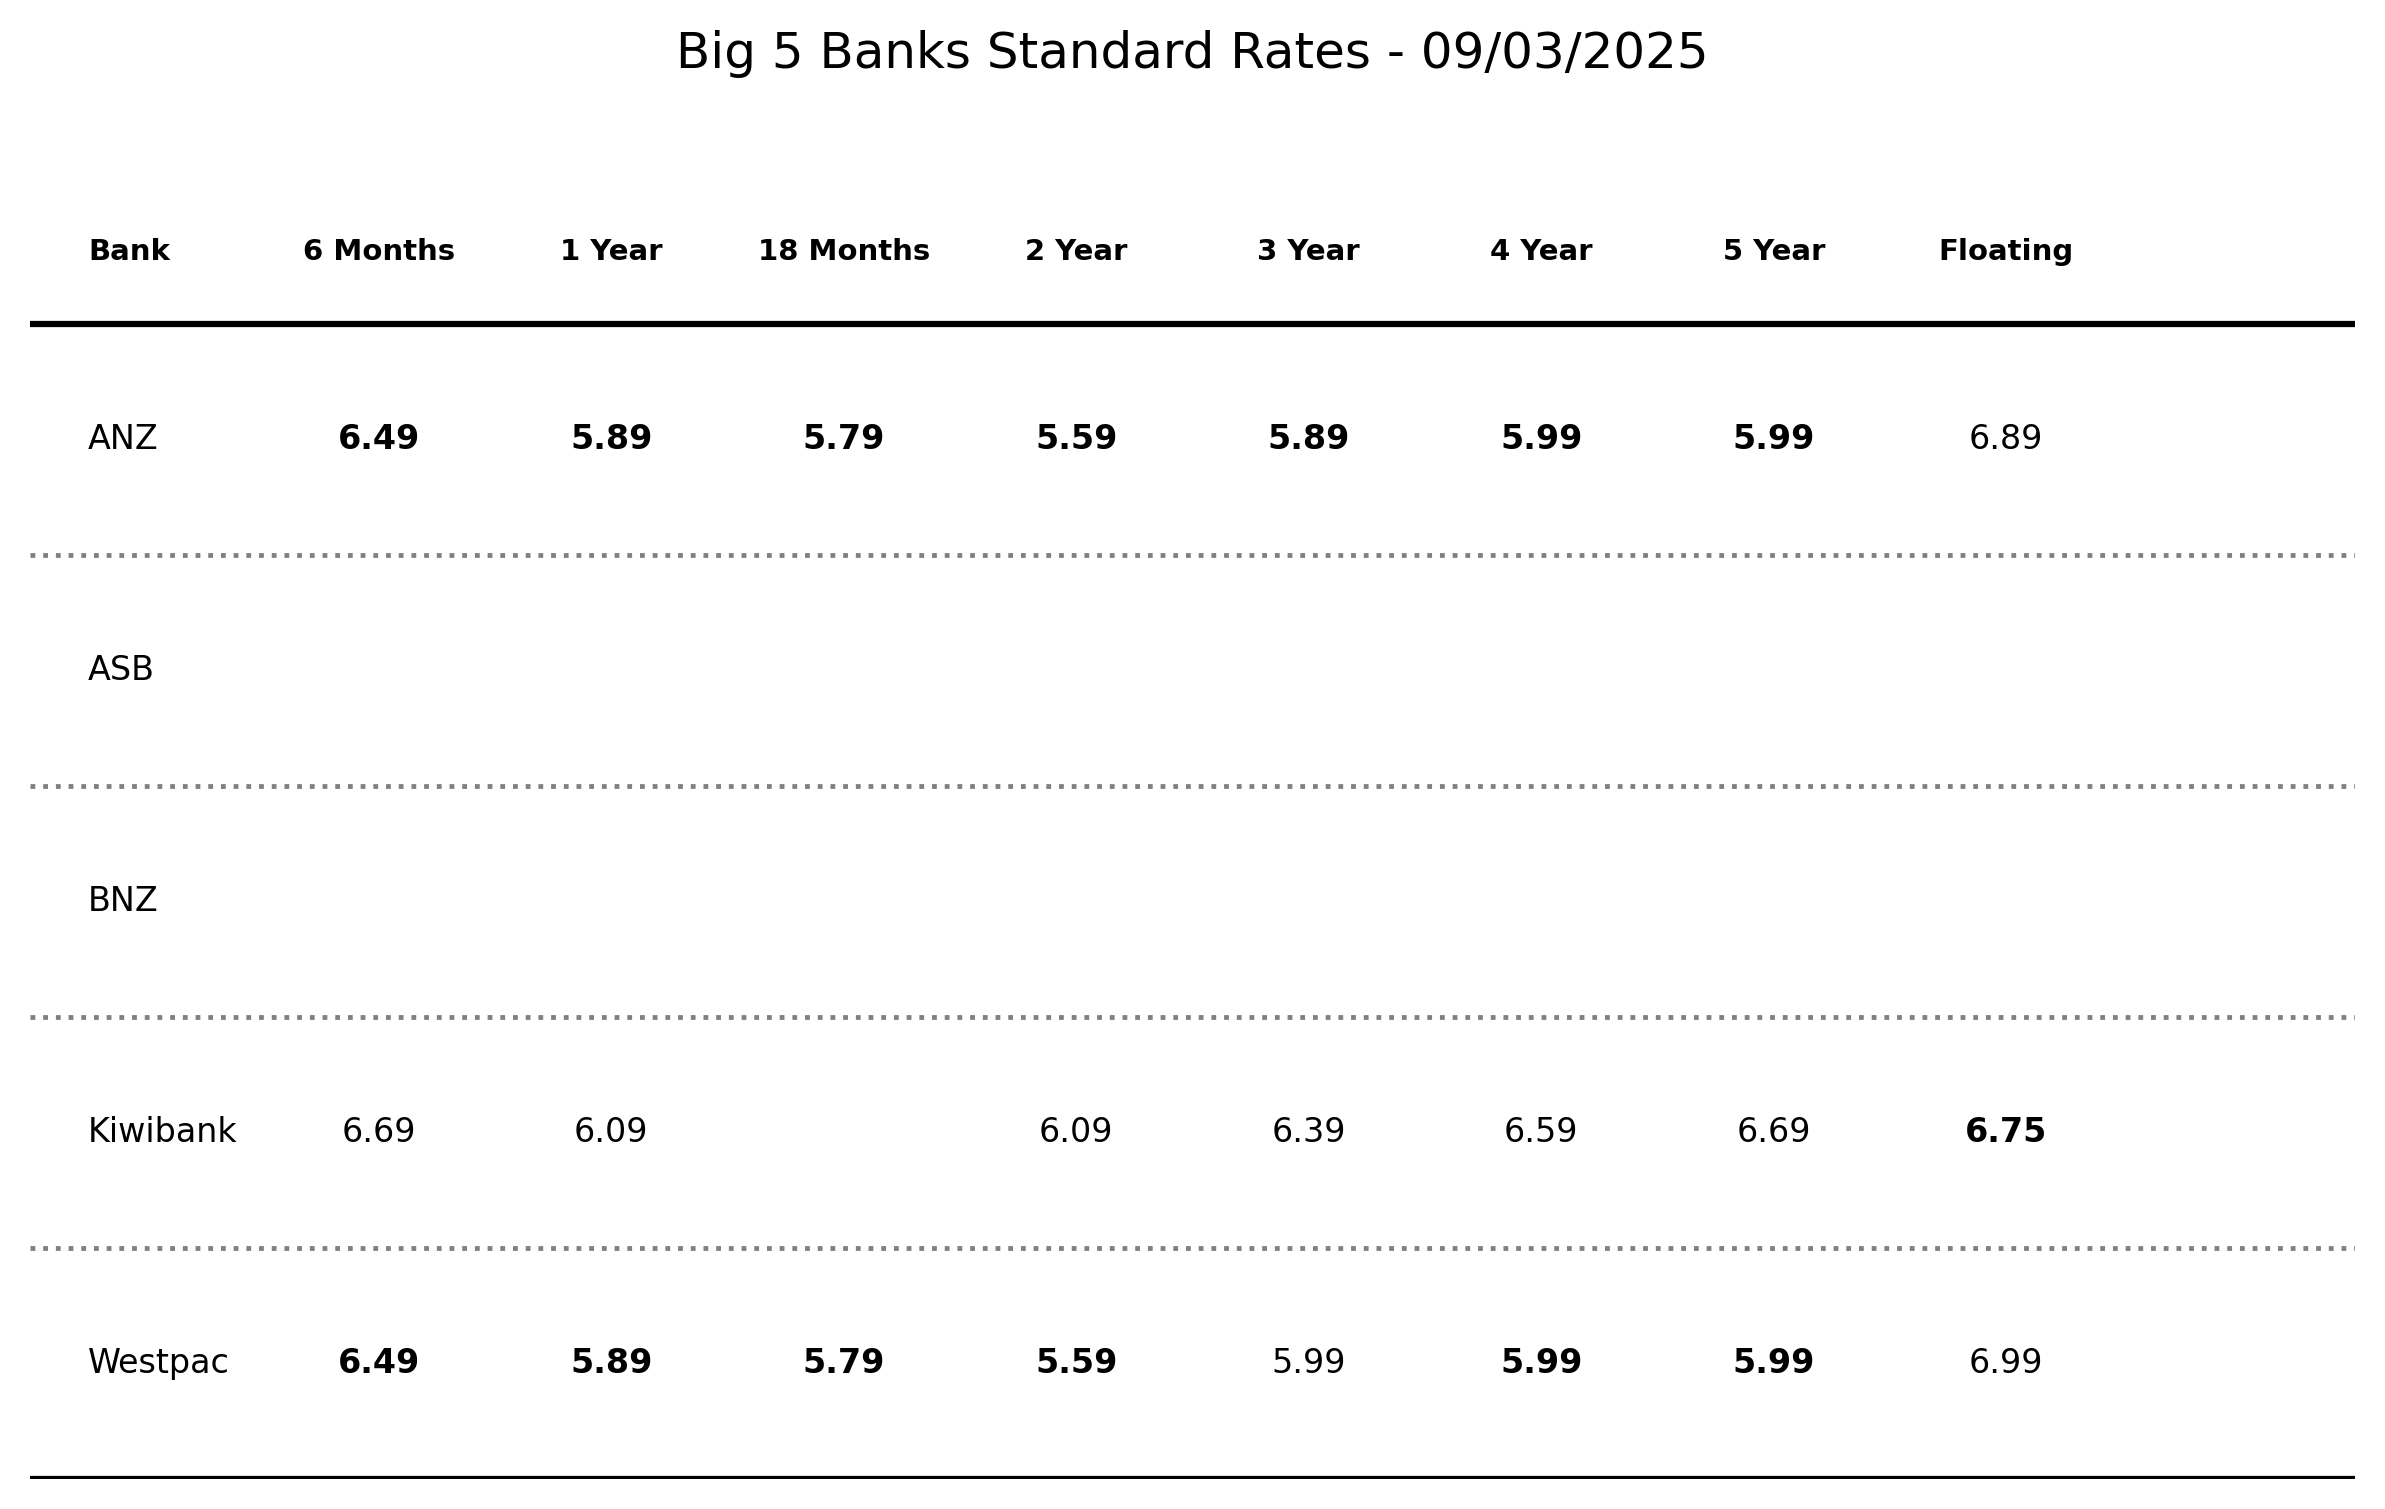 Big 5 Banks Standard Rates - 09/03/2025
Bank 6 Months 1 Year 18 Months 2 Year 3 Year 4 Year 5 Year Floating
ANZ 6.49 5.89 5.79 5.59 5.89 5.99 5.99 6.89
ASB
BNZ
Kiwibank 6.69 6.09 6.09 6.39 6.59 6.69 6.75
Westpac 6.49 5.89 5.79 5.59 5.99 5.99 5.99 6.99